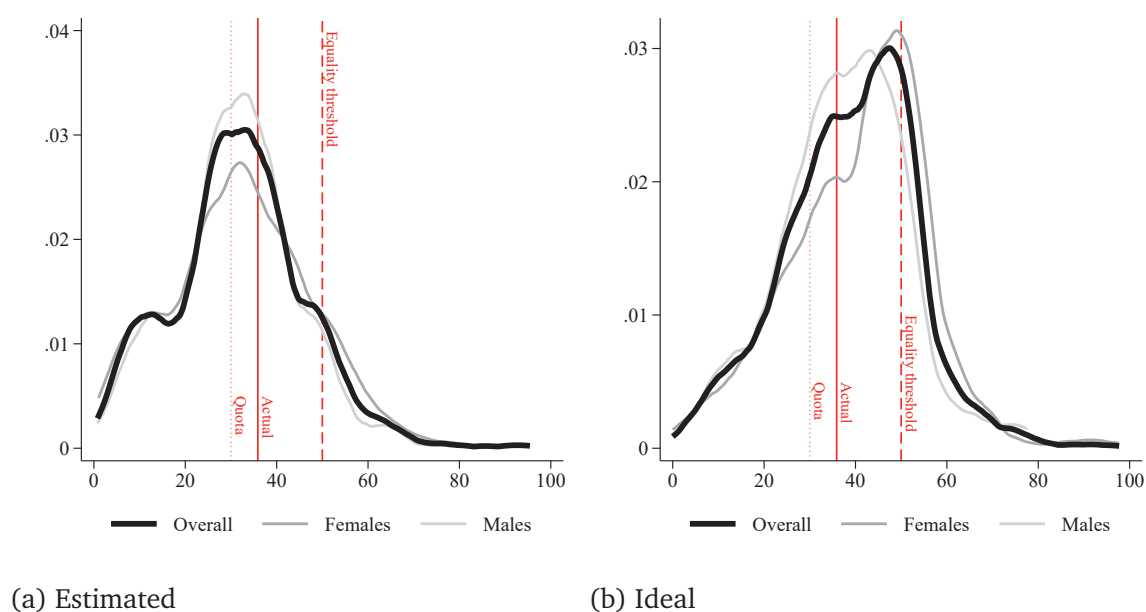 .04
.03
.02
.01
0
0 20 40 60 80 100
Quota
Actual
Equality threshold
Overall Females Males
(a) Estimated
.03
.02
.01
0
0 20 40 60 80 100
Quota
Actual
Equality threshold
Overall Females Males
(b) Ideal